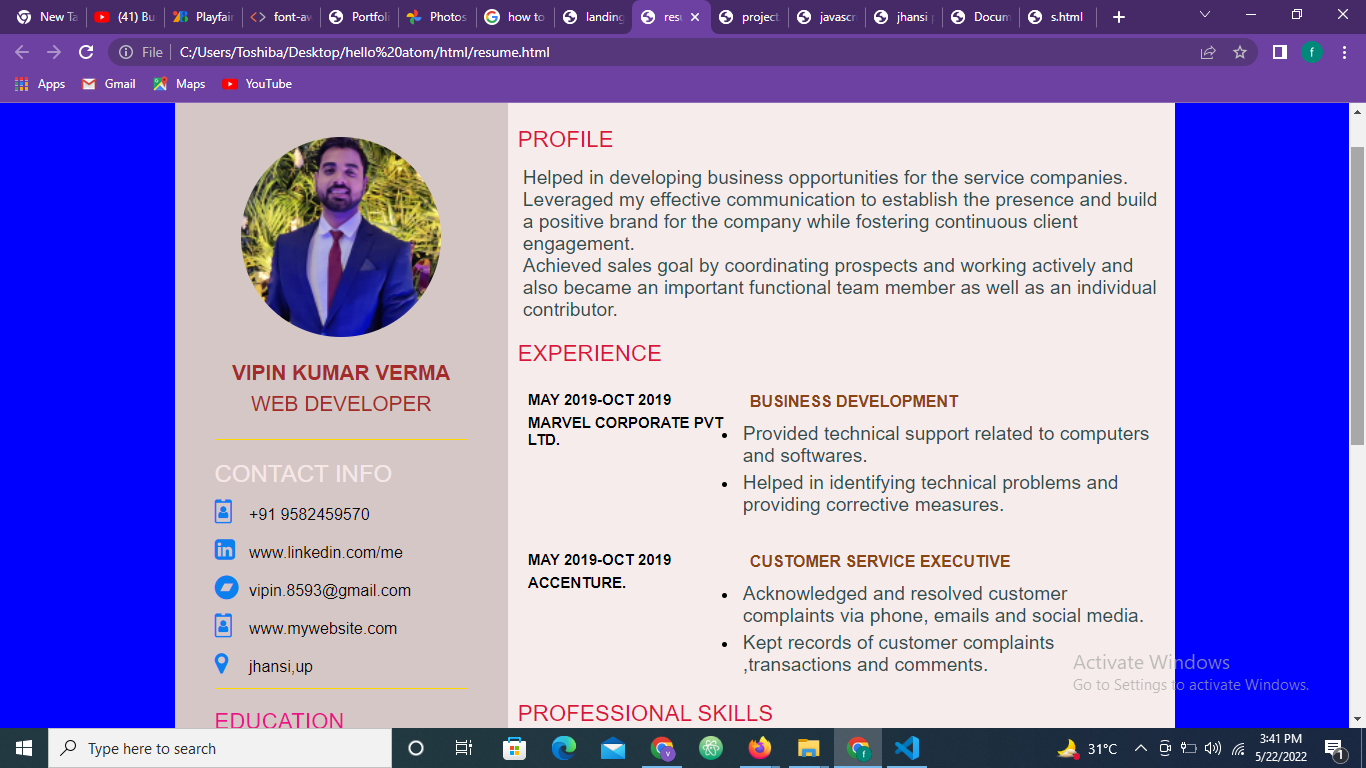 New Ta
(41) Bu
Playfair
font-aw
Portfoli
Photos
how to
landing
resu
project
javascr
jhansi p
Docum
s.html
File C:/Users/Toshiba/Desktop/hello%20atom/html/resume.html
f
Apps Gmail Maps YouTube
VIPIN KUMAR VERMA
WEB DEVELOPER
CONTACT INFO
+91 9582459570
in www.linkedin.com/me
vipin.8593@gmail.com
www.mywebsite.com
jhansi,up
EDUCATION
PROFILE
Helped in developing business opportunities for the service companies.
Leveraged my effective communication to establish the presence and build
a positive brand for the company while fostering continuous client
engagement.
Achieved sales goal by coordinating prospects and working actively and
also became an important functional team member as well as an individual
contributor.
EXPERIENCE
MAY 2019-OCT 2019
MARVEL CORPORATE PVT
LTD.
BUSINESS DEVELOPMENT
Provided technical support related to computers
and softwares.
Helped in identifying technical problems and
providing corrective measures.
MAY 2019-OCT 2019
ACCENTURE.
CUSTOMER SERVICE EXECUTIVE
Acknowledged and resolved customer
complaints via phone, emails and social media.
Kept records of customer complaints
,transactions and comments.
PROFESSIONAL SKILLS
Activate Windows
Go to Settings to activate Windows.
Type here to search
31°C
3:41 PM
5/22/2022
1